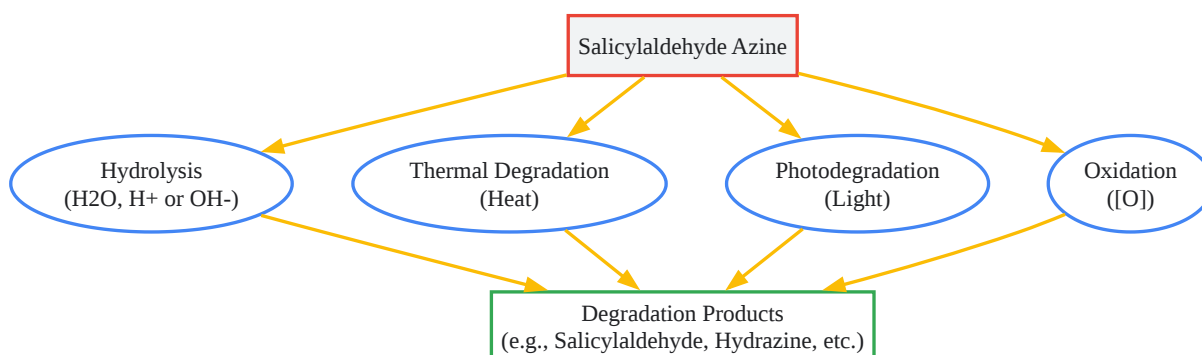 Salicylaldehyde Azine
Hydrolysis
(H2O, H+ or OH-)
Thermal Degradation
(Heat)
Photodegradation
(Light)
Oxidation
([O])
Degradation Products
(e.g., Salicylaldehyde, Hydrazine, etc.)